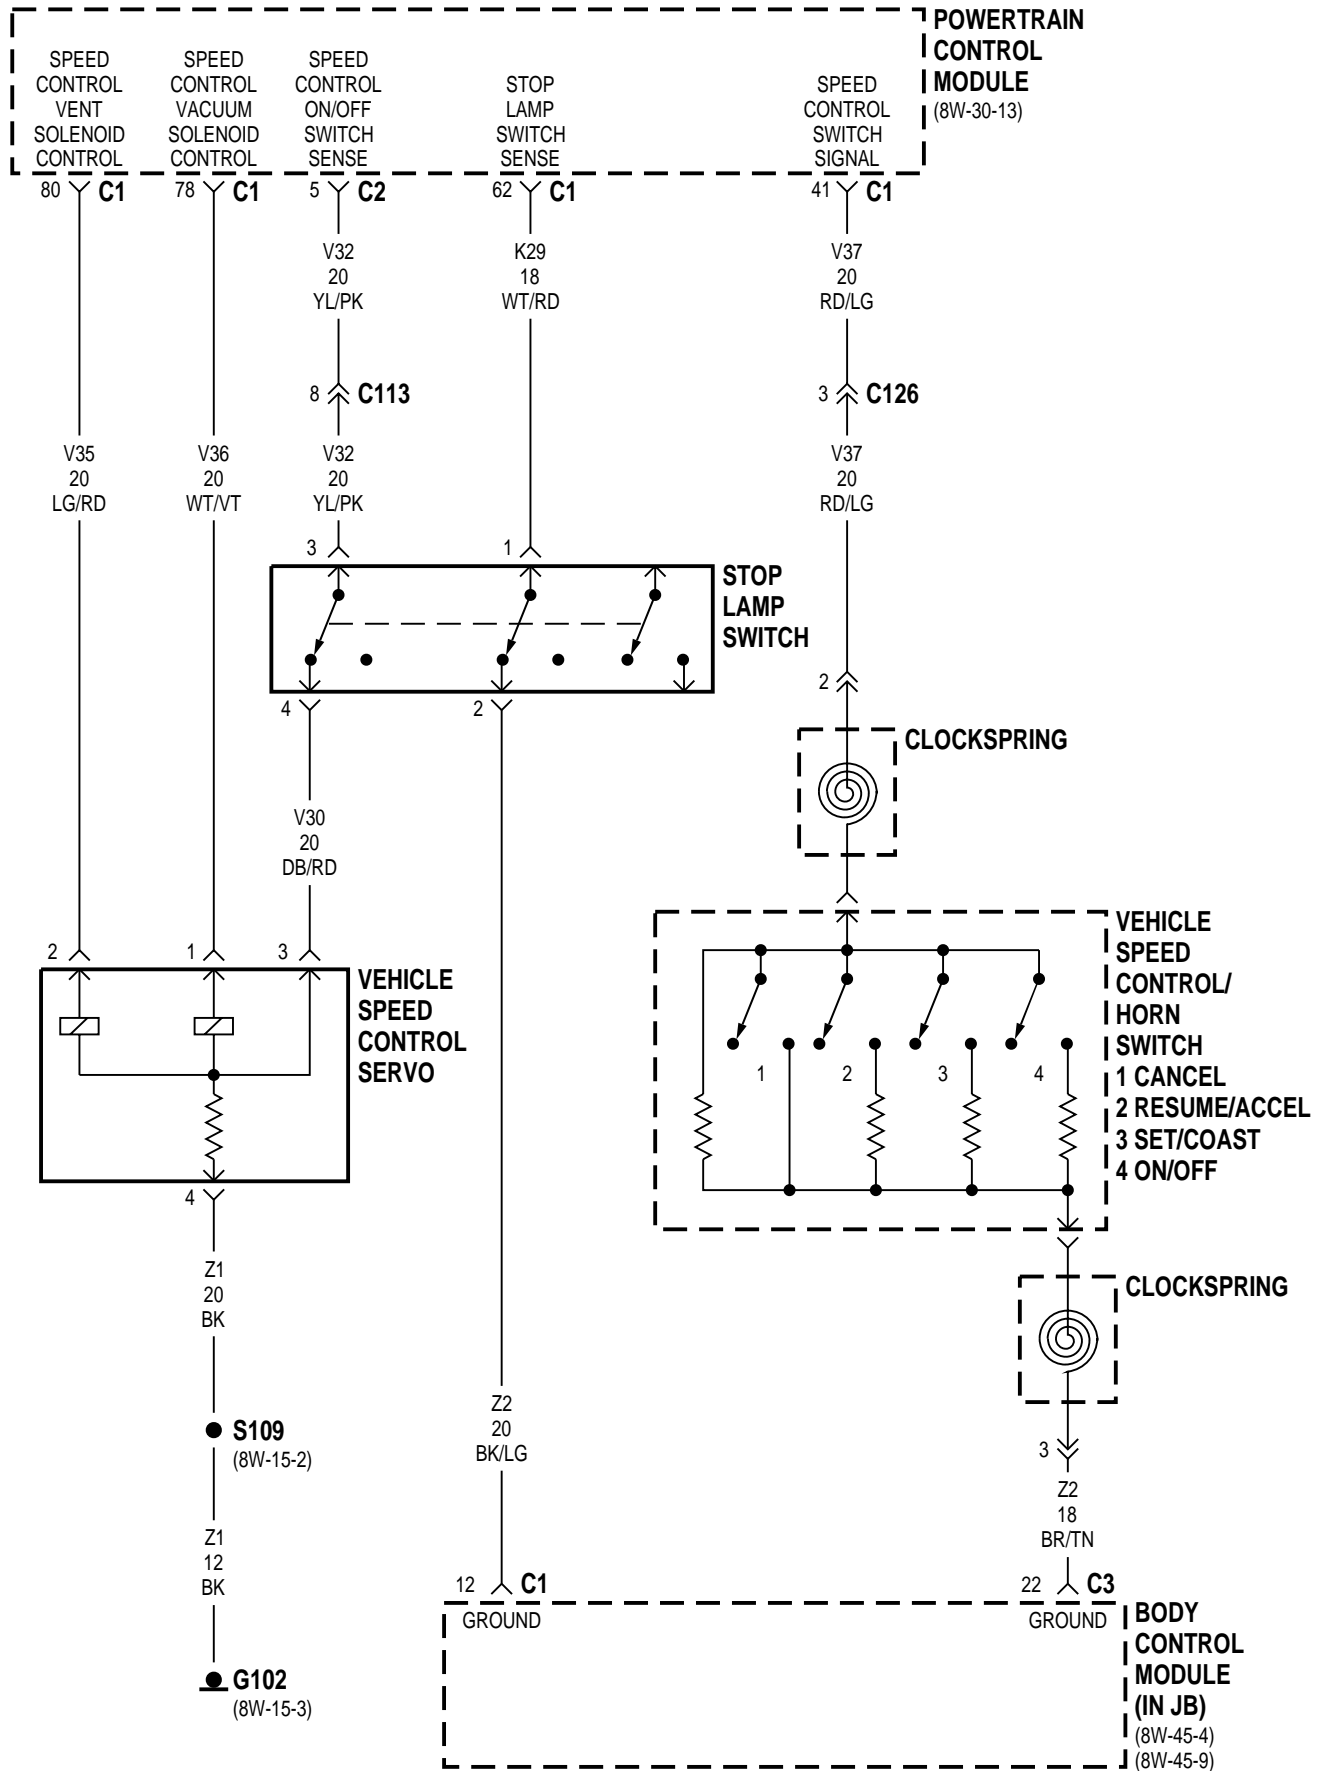 POWERTRAIN
CONTROL
MODULE
(8W-30-13)
SPEED
CONTROL
VENT
SOLENOID
CONTROL
SPEED
CONTROL
VACUUM
SOLENOID
CONTROL
SPEED
CONTROL
ON/OFF
SWITCH
SENSE
STOP
LAMP
SWITCH
SENSE
SPEED
CONTROL
SWITCH
SIGNAL
80 C1
78 C1
5 C2
62 C1
41 C1
V32
20
YL/PK
K29
18
WT/RD
V37
20
RD/LG
8 C113
3 C126
V35
20
LG/RD
V36
20
WT/VT
V32
20
YL/PK
V37
20
RD/LG
3
1
STOP
LAMP
SWITCH
4
2
2
CLOCKSPRING
V30
20
DB/RD
2
1
3
VEHICLE
SPEED
CONTROL
SERVO
VEHICLE
SPEED
CONTROL/
HORN
SWITCH
1 CANCEL
2 RESUME/ACCEL
3 SET/COAST
4 ON/OFF
1
2
3
4
4
Z1
20
BK
CLOCKSPRING
S109
(8W-15-2)
Z2
20
BK/LG
3
Z2
18
BR/TN
Z1
12
BK
12 C1
22 C3
GROUND
GROUND
BODY
CONTROL
MODULE
(IN JB)
(8W-45-4)
(8W-45-9)
G102
(8W-15-3)